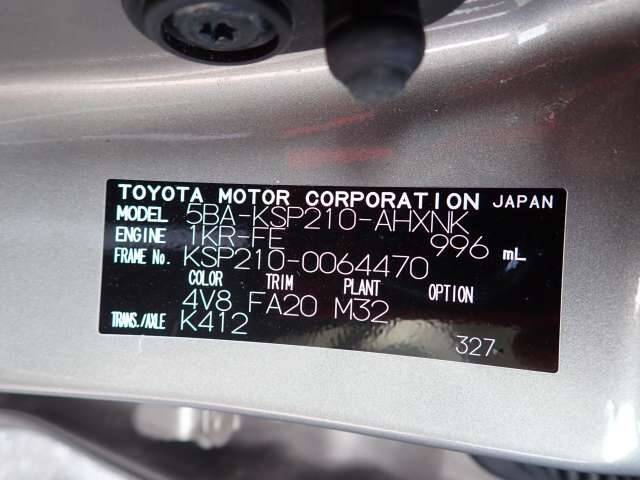 TOYOTA MOTOR CORPORATION JAPAN
MODEL 5BA-KSP210-AHXNK
ENGINE 1KR-FE 996 mL
FRAME No. KSP210-0064470
COLOR TRIM PLANT OPTION
4V8 FA20 M32
TRANS./AXLE K412
327